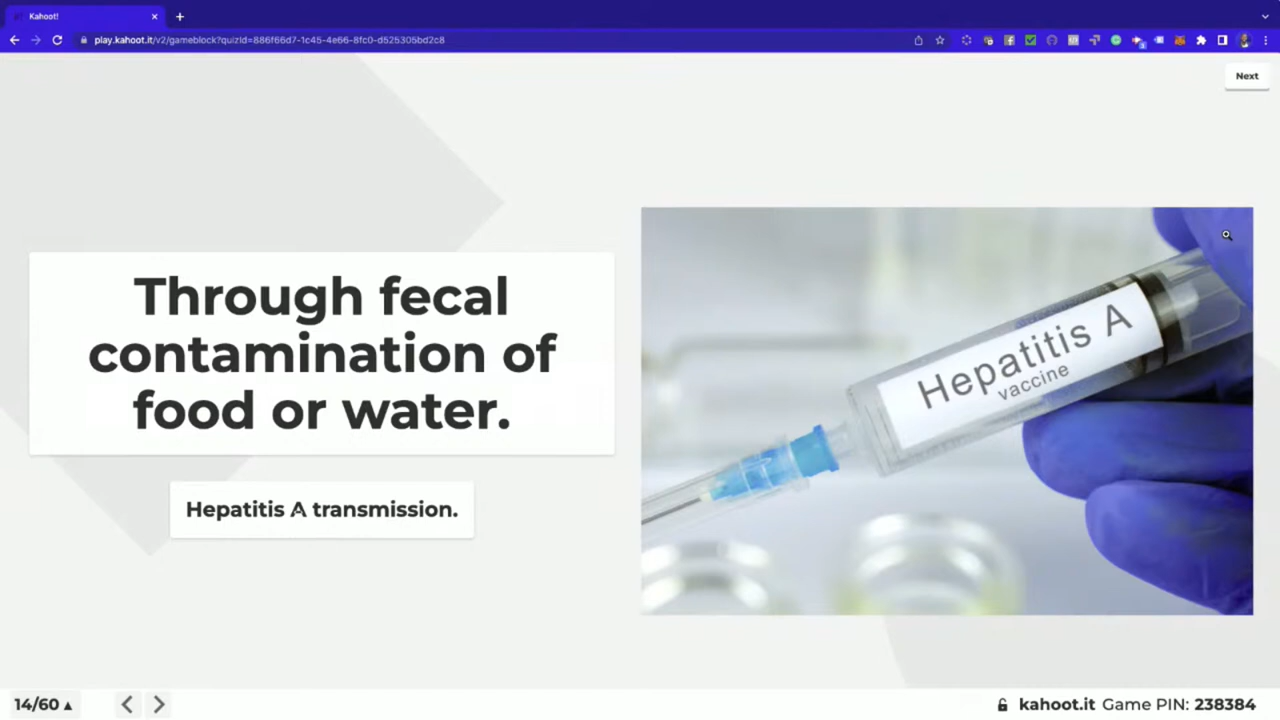 Kahoot!
play.kahoot.it/v2/gameblock?quizId=886f66d7-1c45-4e66-8fc0-d525305bd2c8
Next
Through fecal
contamination of
food or water.
Hepatitis A transmission.
Hepatitis A
vaccine
14/60
kahoot.it Game PIN: 238384